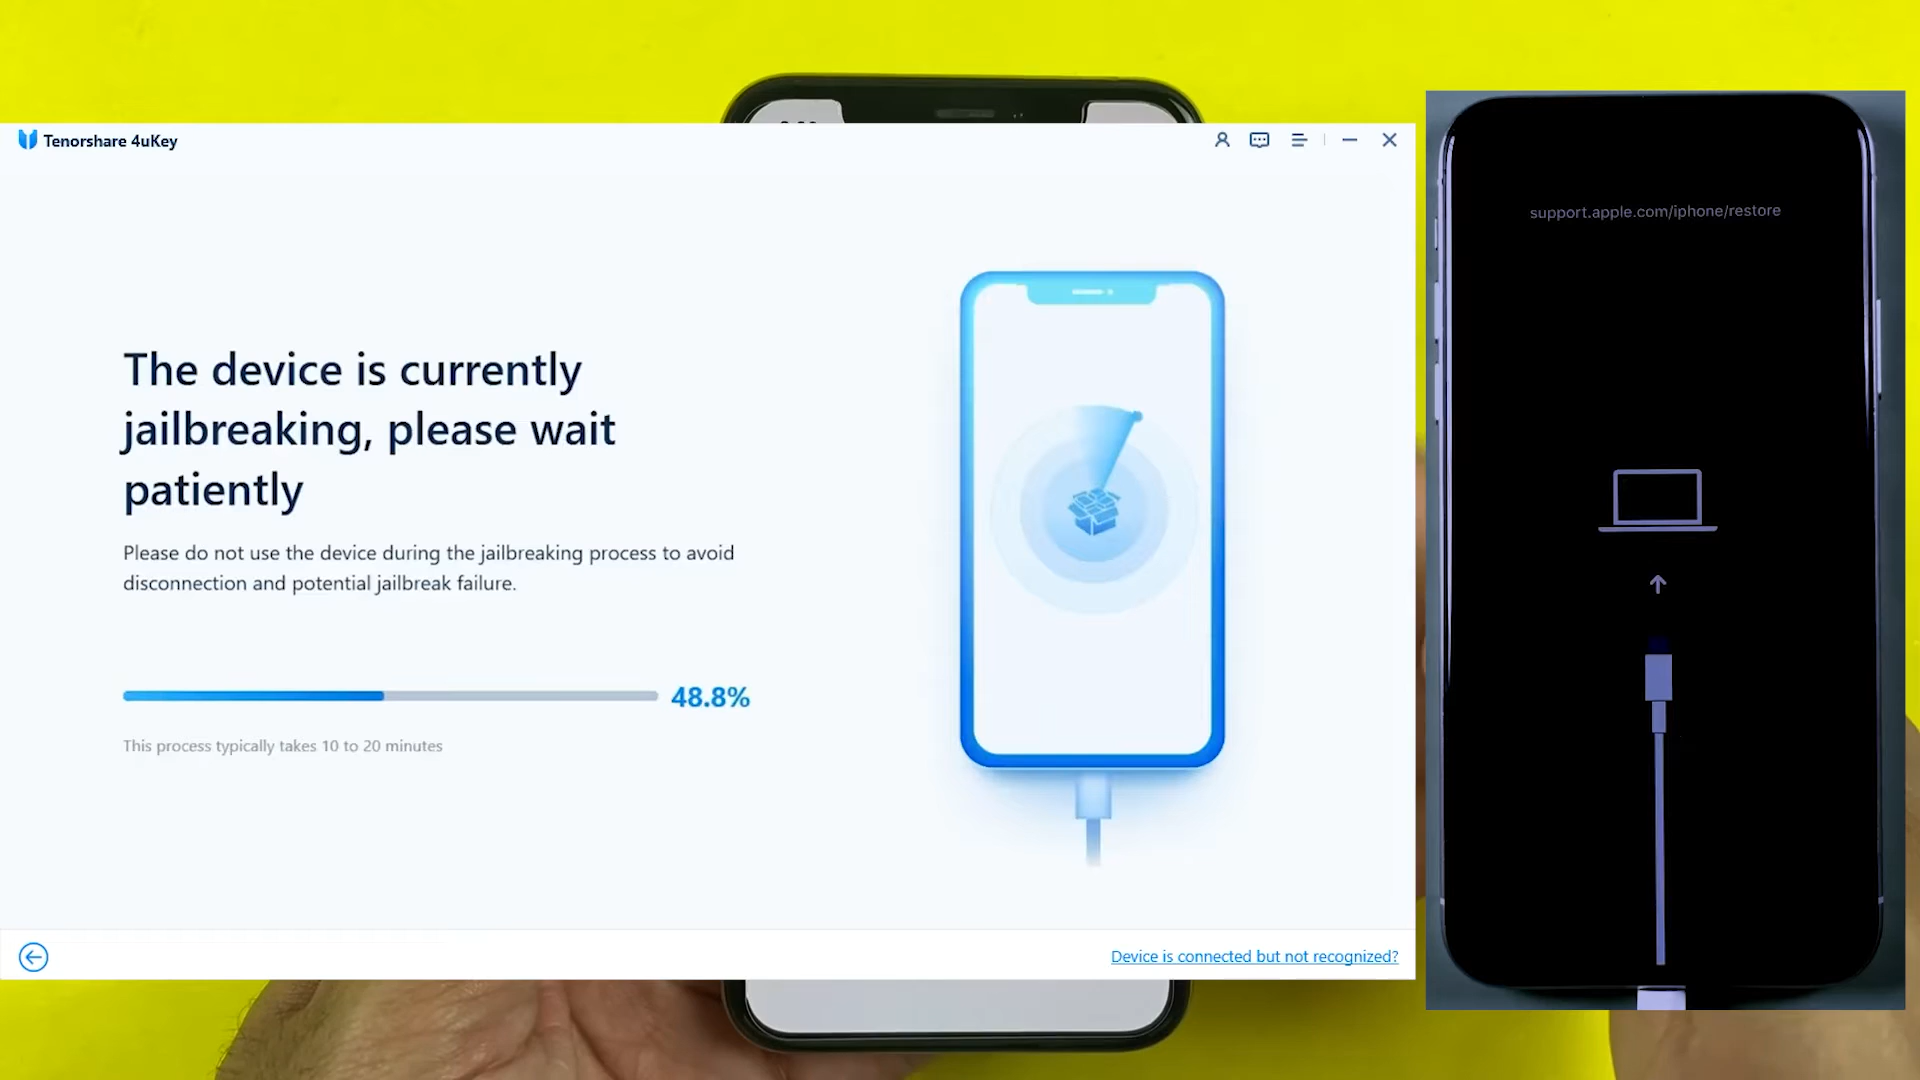 Tenorshare 4uKey
The device is currently
jailbreaking, please wait
patiently
Please do not use the device during the jailbreaking process to avoid
disconnection and potential jailbreak failure.
48.8%
This process typically takes 10 to 20 minutes
Device is connected but not recognized?
support.apple.com/iphone/restore